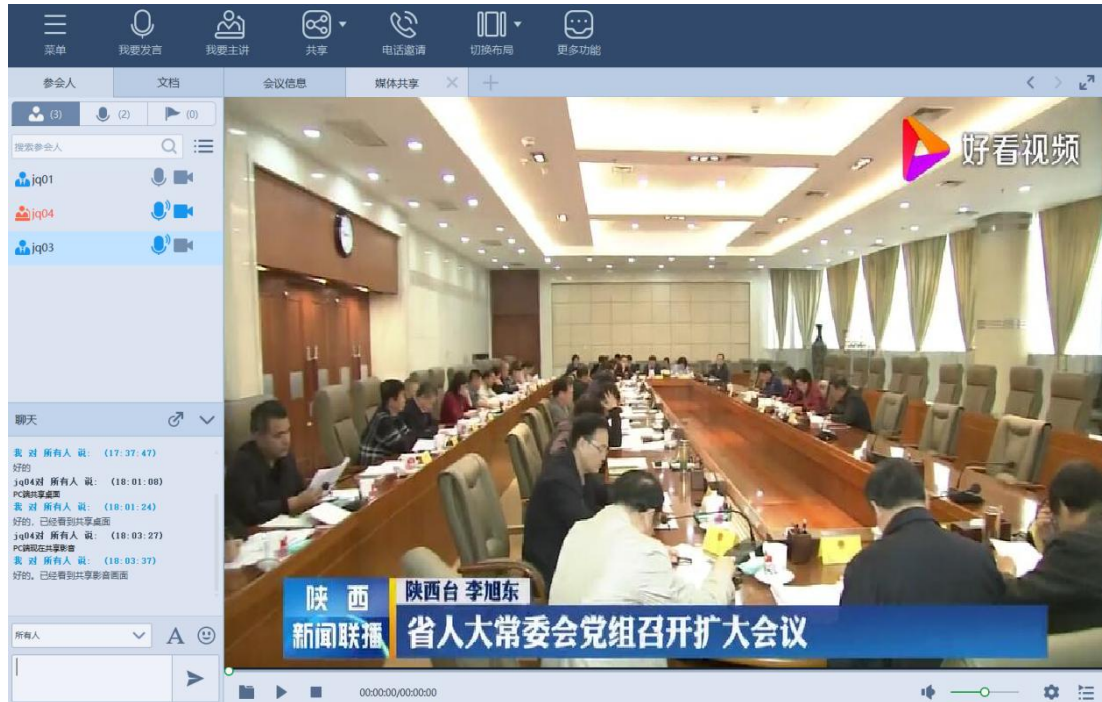 菜单
我要发言
我要主讲
共享
电话邀请
切换布局
更多功能
参会人
文档
会议信息
媒体共享
(3)
(2)
(0)
搜索参会人
jq01
jq04
jq03
聊天
我 对 所有人 说: (17:37:47)
好的
jq04对 所有人 说: (18:01:08)
PC端共享桌面
我 对 所有人 说: (18:01:24)
好的，已经看到共享桌面
jq04对 所有人 说: (18:03:27)
PC端现在共享影音
我 对 所有人 说: (18:03:37)
好的。已经看到共享影音画面
所有人
A
好看视频
陕西
新闻联播
陕西台 李旭东
省人大常委会党组召开扩大会议
00:00:00/00:00:00